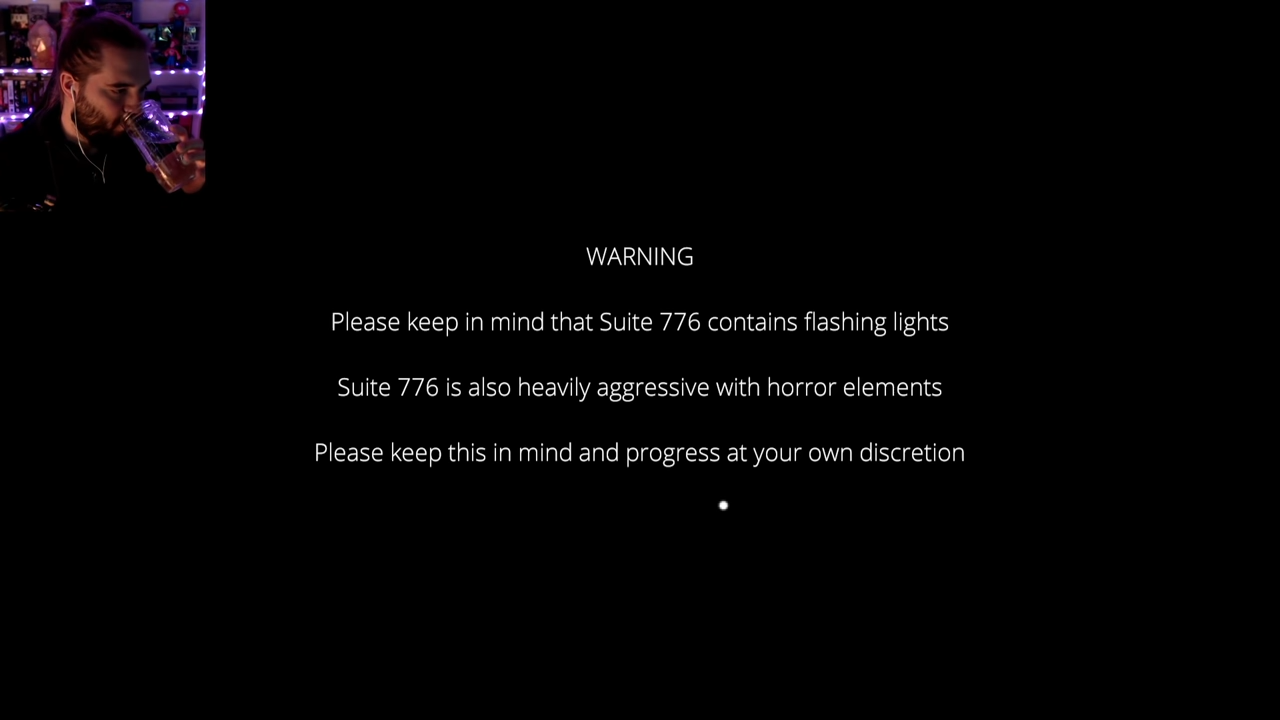 WARNING
Please keep in mind that Suite 776 contains flashing lights
Suite 776 is also heavily aggressive with horror elements
Please keep this in mind and progress at your own discretion